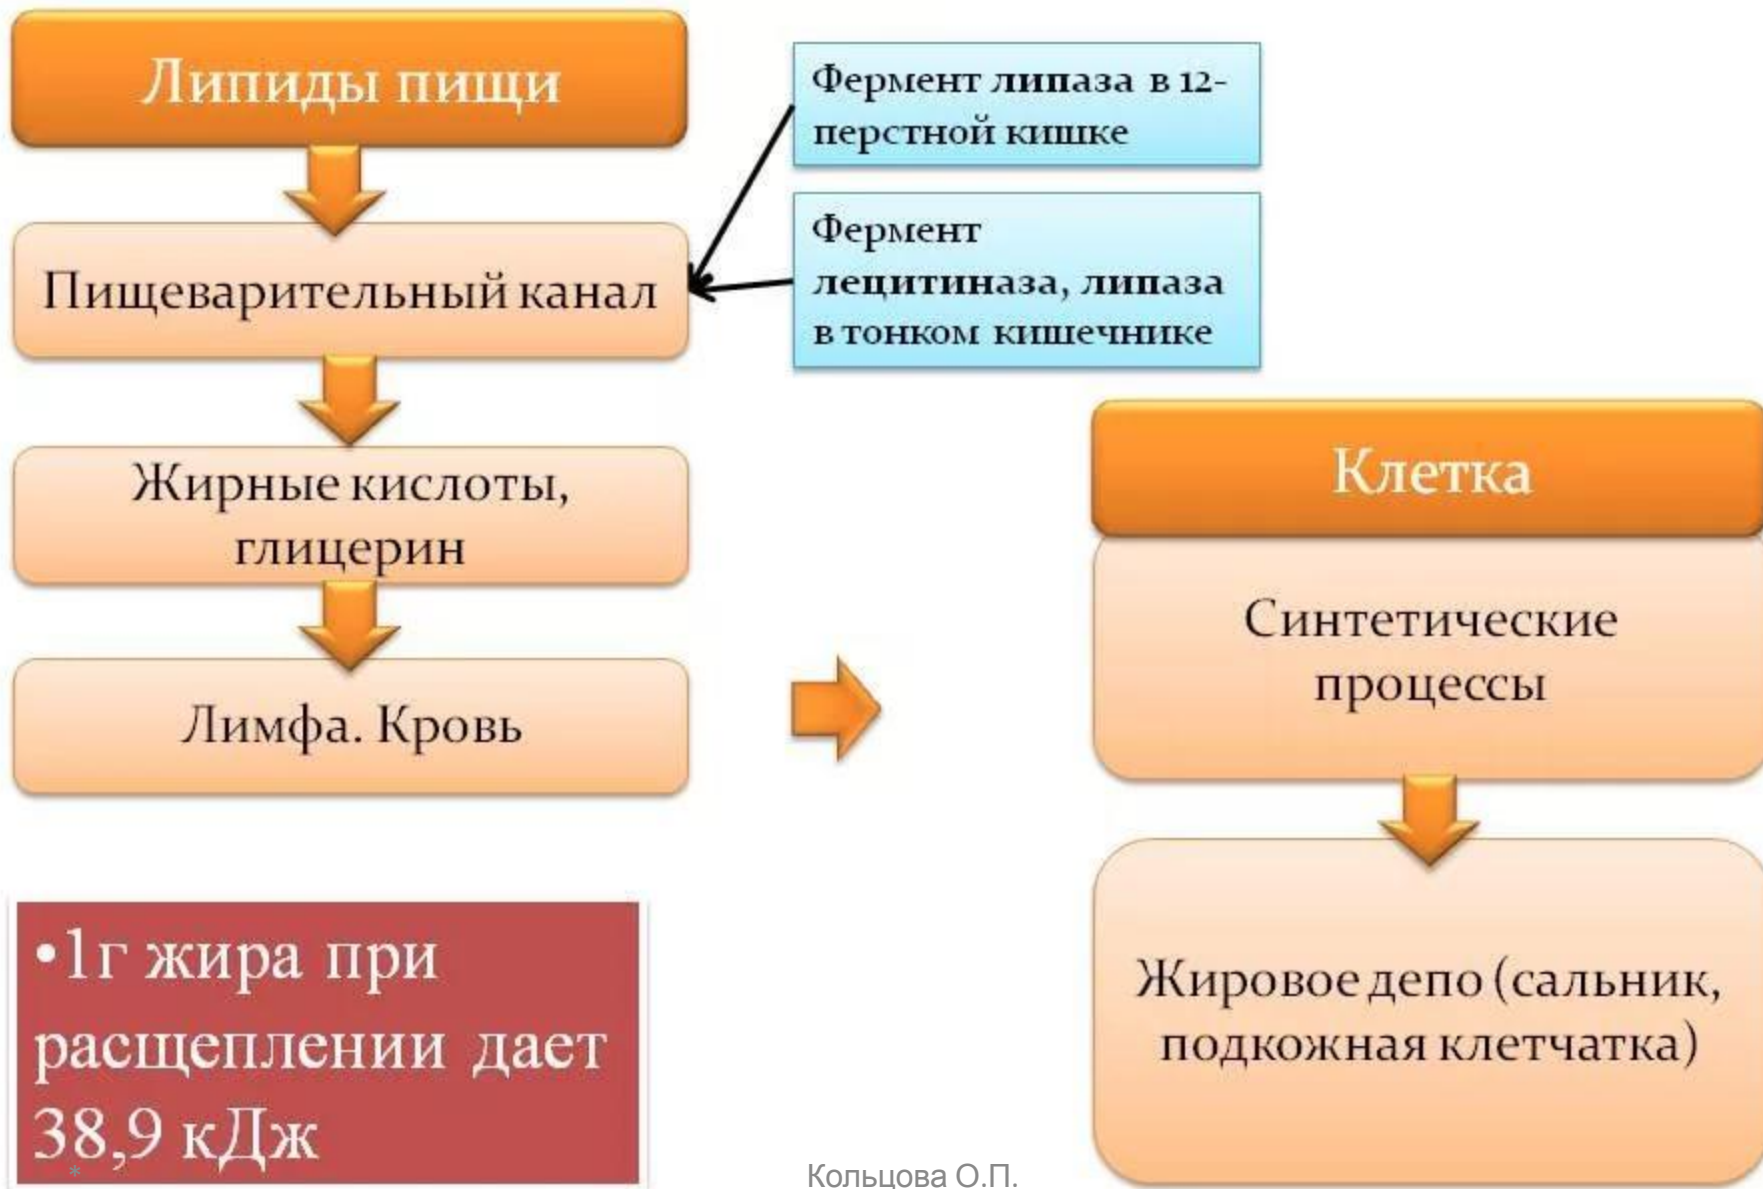 Липиды пищи
Фермент липаза в 12-
перстной кишке
Пищеварительный канал
Фермент
лецитиназа, липаза
в тонком кишечнике
Жирные кислоты,
глицерин
Лимфа. Кровь
Клетка
Синтетические
процессы
Жировое депо (сальник,
подкожная клетчатка)
•1г жира при
расщеплении дает
38,9 кДж
*
Кольцова О.П.